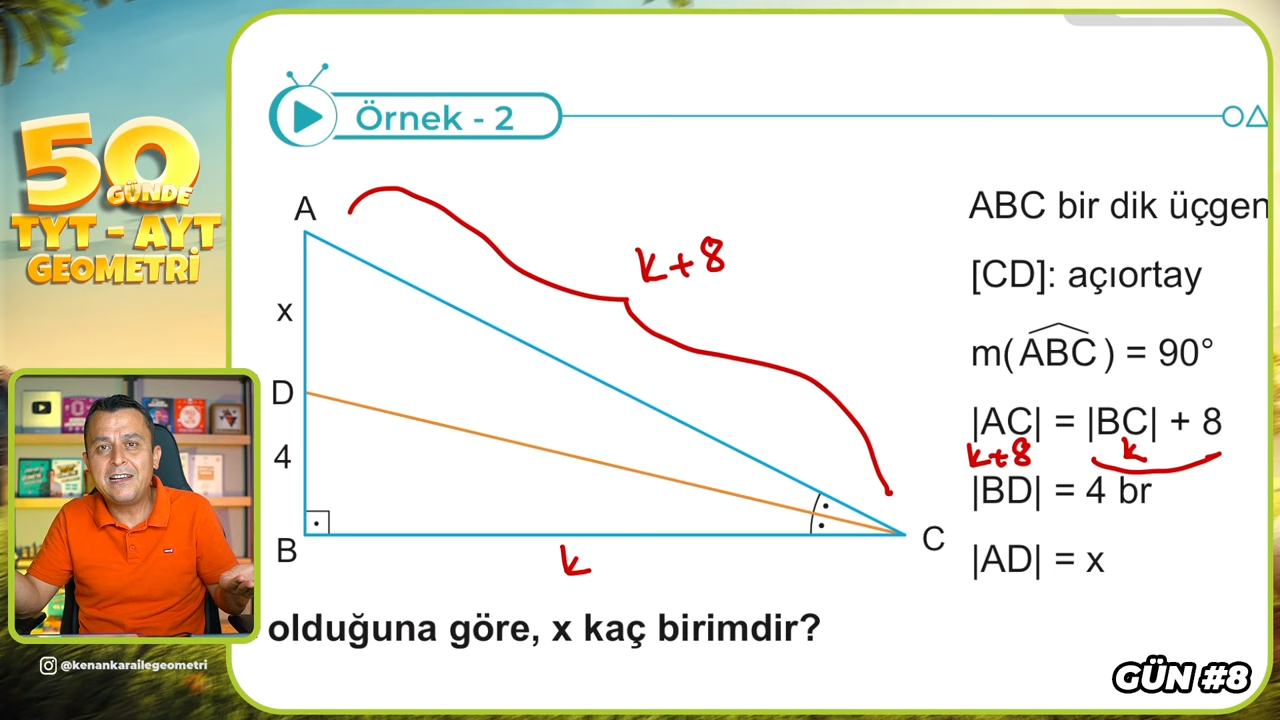 50
GÜNDE
TYT - AYT
GEOMETRİ
Örnek - 2
A
x
D
4
B
C
k+8
k
ABC bir dik üçgen
[CD]: açıortay
m(ABC) = 90°
|AC| = |BC| + 8
k+8 k
|BD| = 4 br
|AD| = x
olduğuna göre, x kaç birimdir?
@kenankarailegeometri
GÜN #8